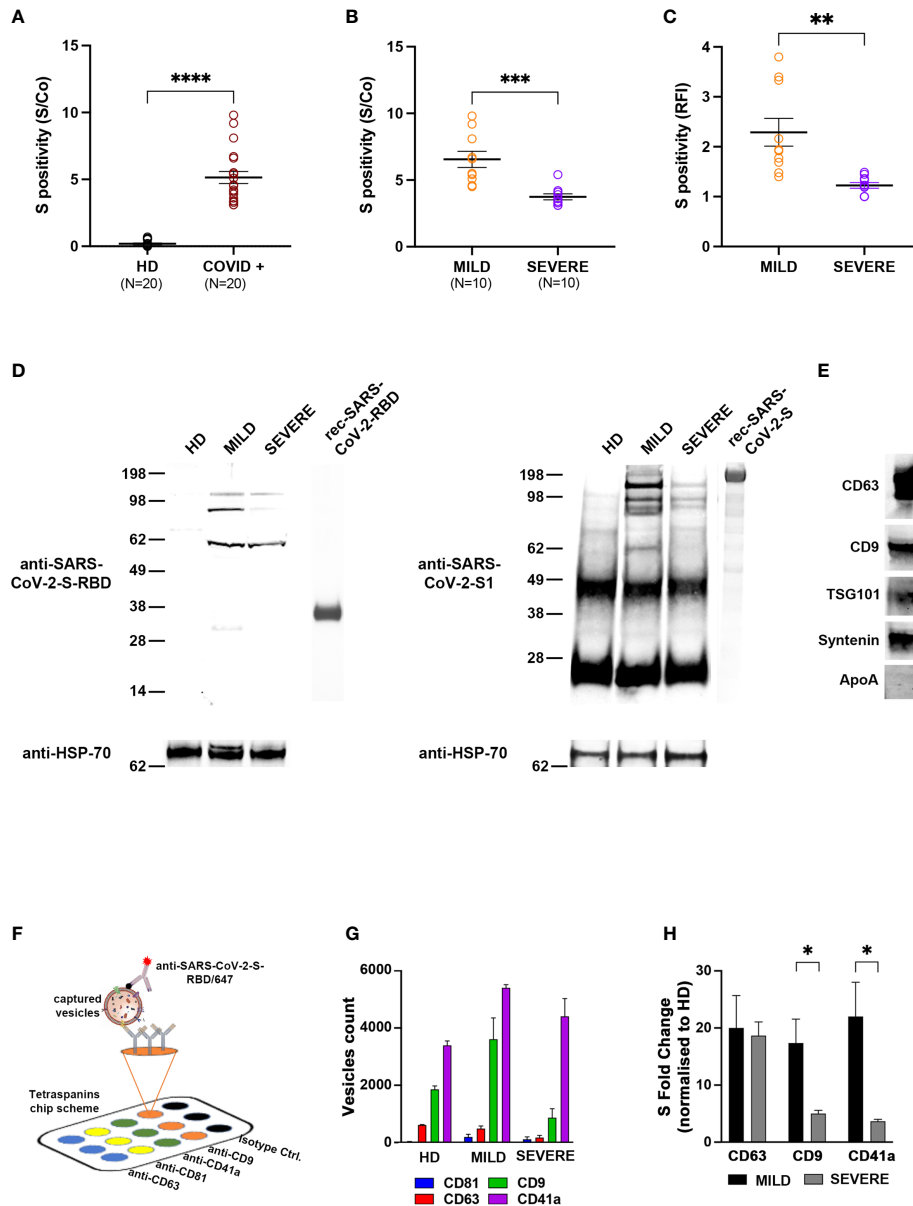 A
S positivity (S/Co)
15
10
5
0
****
HD
(N=20)
COVID +
(N=20)
B
S positivity (S/Co)
15
10
5
0
***
MILD
(N=10)
SEVERE
(N=10)
C
S positivity (RFI)
4
3
2
1
0
**
MILD
SEVERE
D
HD
MILD
SEVERE
rec-SARS-
CoV-2-RBD
198
98
62
49
38
28
14
anti-SARS-
CoV-2-S-RBD
anti-HSP-70
62
HD
MILD
SEVERE
rec-SARS-
CoV-2-S
198
98
62
49
38
28
anti-SARS-
CoV-2-S1
anti-HSP-70
62
E
CD63
CD9
TSG101
Syntenin
ApoA
F
anti-SARS-CoV-2-S-
RBD/647
captured
vesicles
Tetraspanins
chip scheme
Isotype Ctrl.
anti-CD9
anti-CD41a
anti-CD81
anti-CD63
G
Vesicles count
6000
4000
2000
0
HD
MILD
SEVERE
CD81
CD9
CD63
CD41a
H
S Fold Change
(normalised to HD)
30
20
10
0
*
*
CD63
CD9
CD41a
MILD
SEVERE